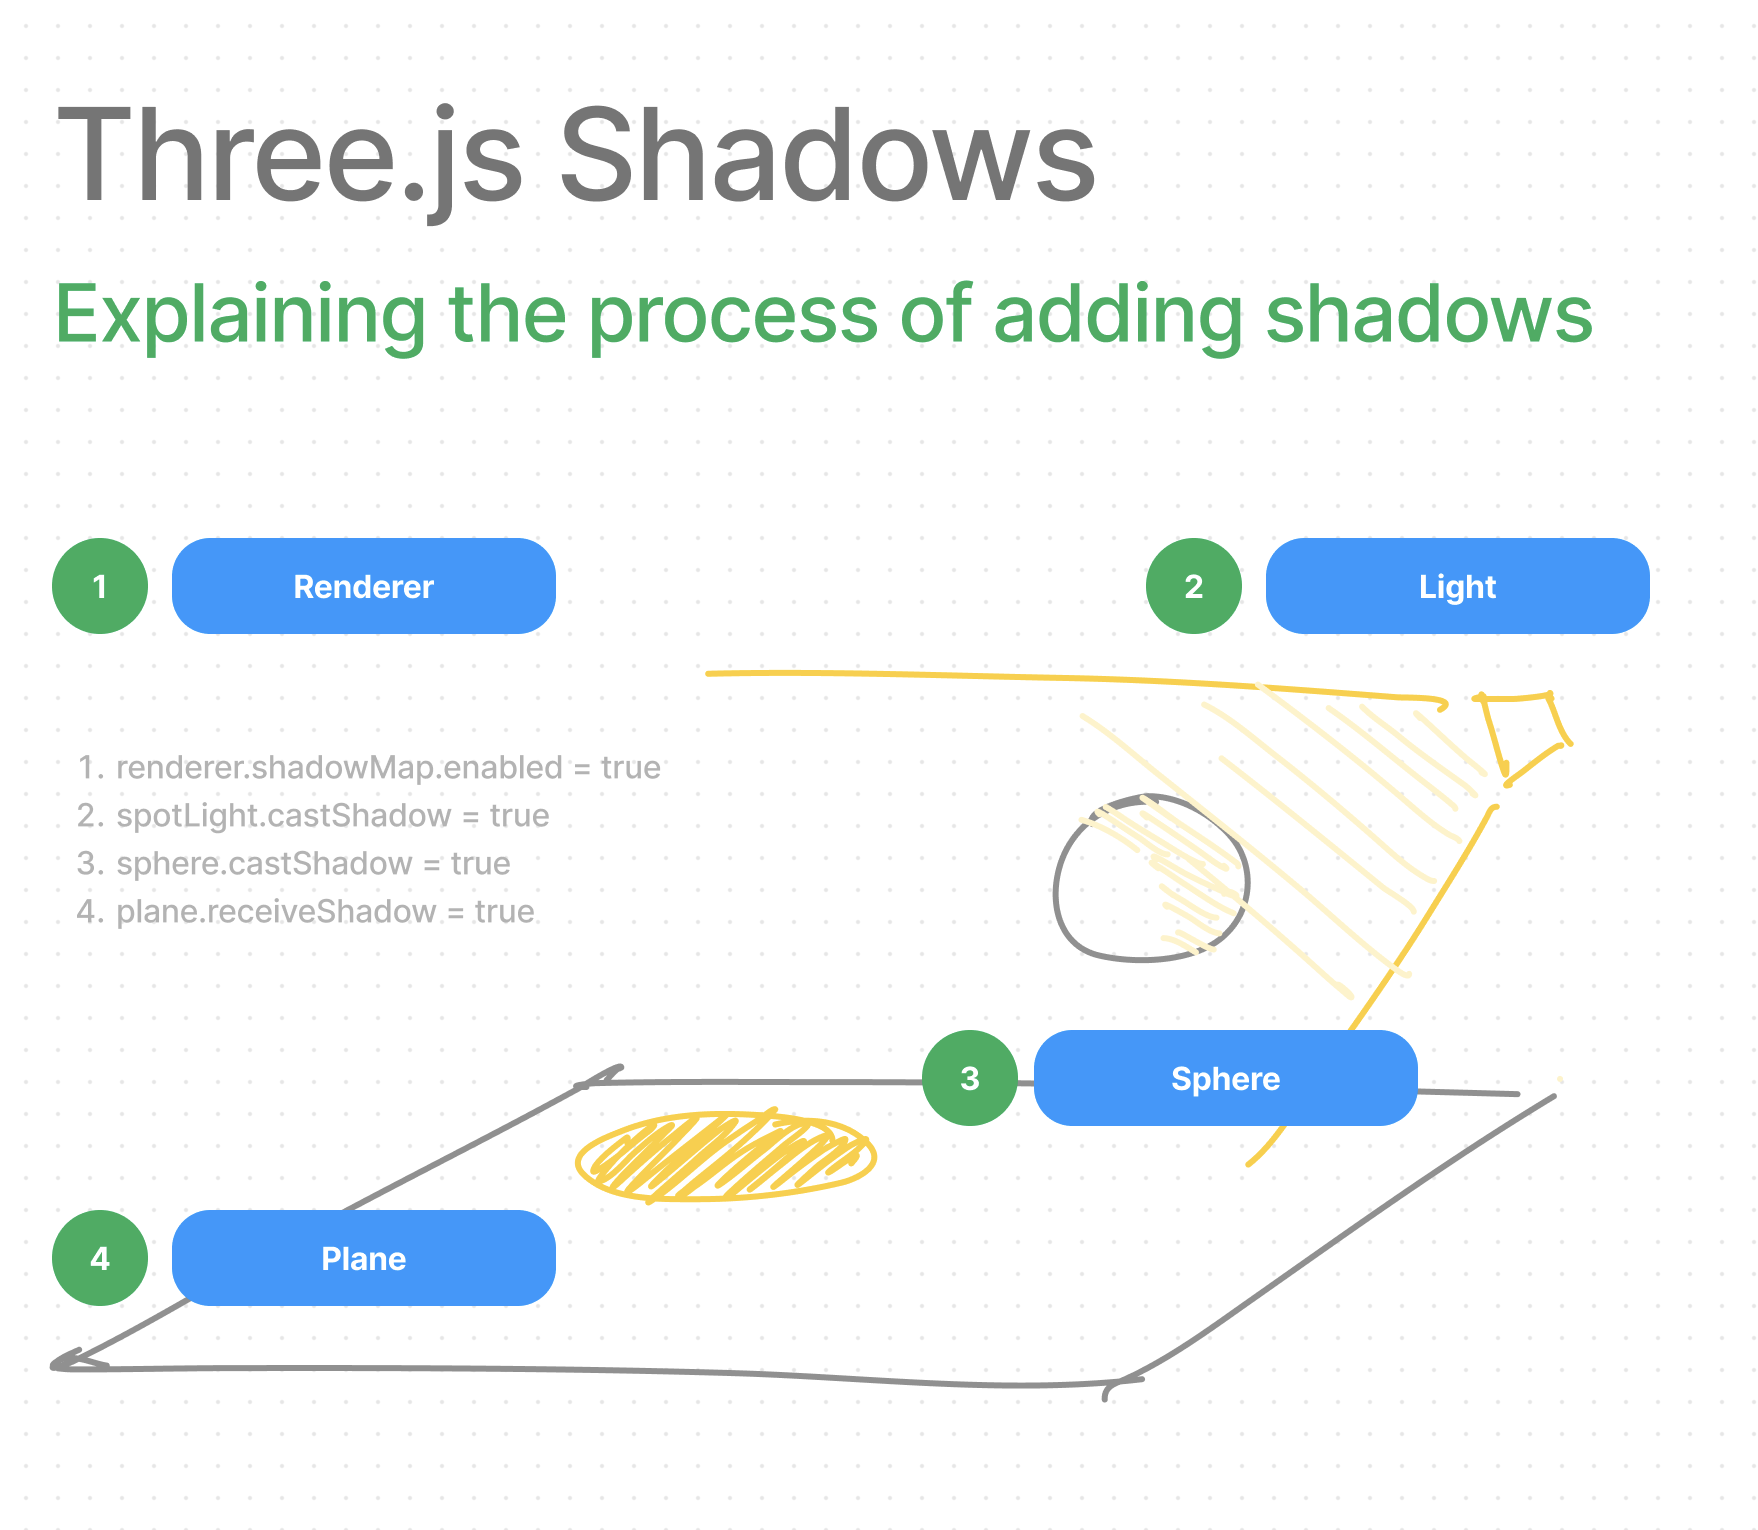 Three.js Shadows
Explaining the process of adding shadows
1 Renderer
2 Light
1. renderer.shadowMap.enabled = true
2. spotLight.castShadow = true
3. sphere.castShadow = true
4. plane.receiveShadow = true
3 Sphere
4 Plane